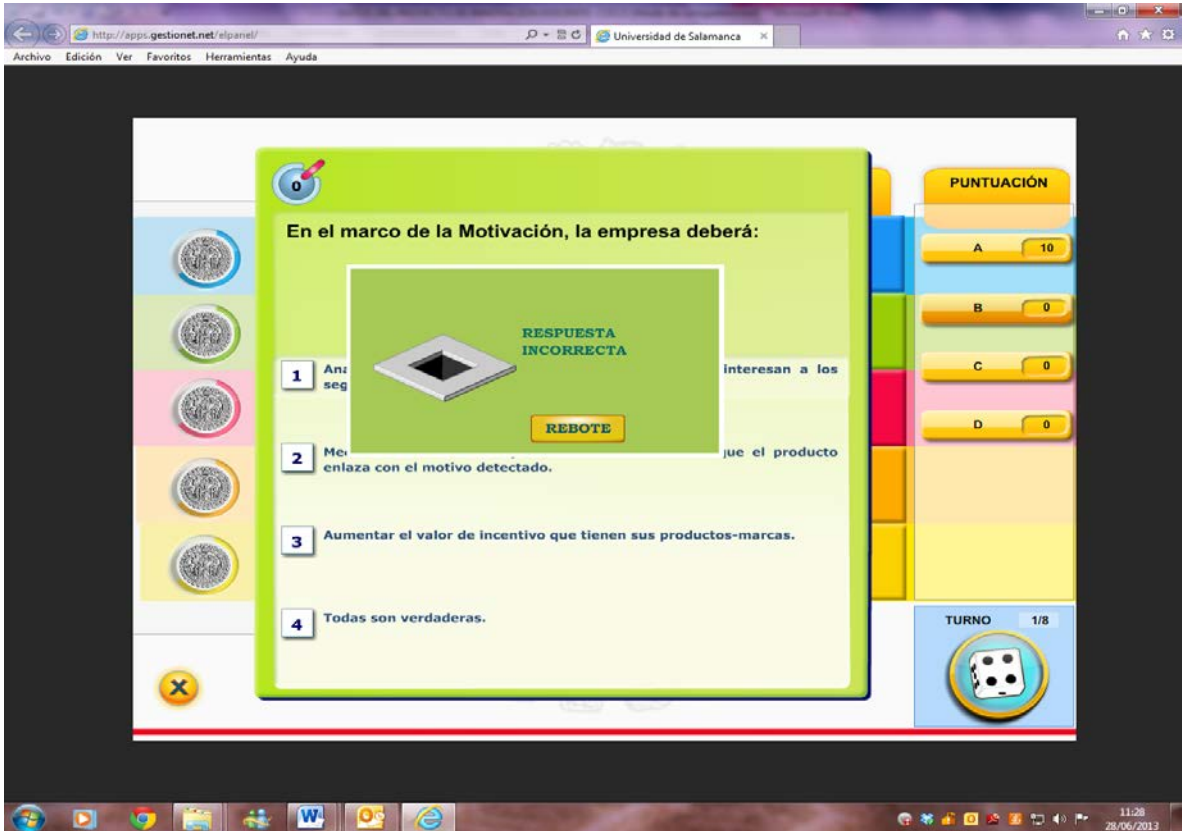 http://apps.gestionet.net/elpanel/
Universidad de Salamanca
Archivo Edición Ver Favoritos Herramientas Ayuda
0
PUNTUACIÓN
En el marco de la Motivación, la empresa deberá:
A 10
B 0
C 0
D 0
RESPUESTA
INCORRECTA
REBOTE
1
interesan a los
2
que el producto
enlaza con el motivo detectado.
3 Aumentar el valor de incentivo que tienen sus productos-marcas.
4 Todas son verdaderas.
TURNO 1/8
11:28
28/06/2013